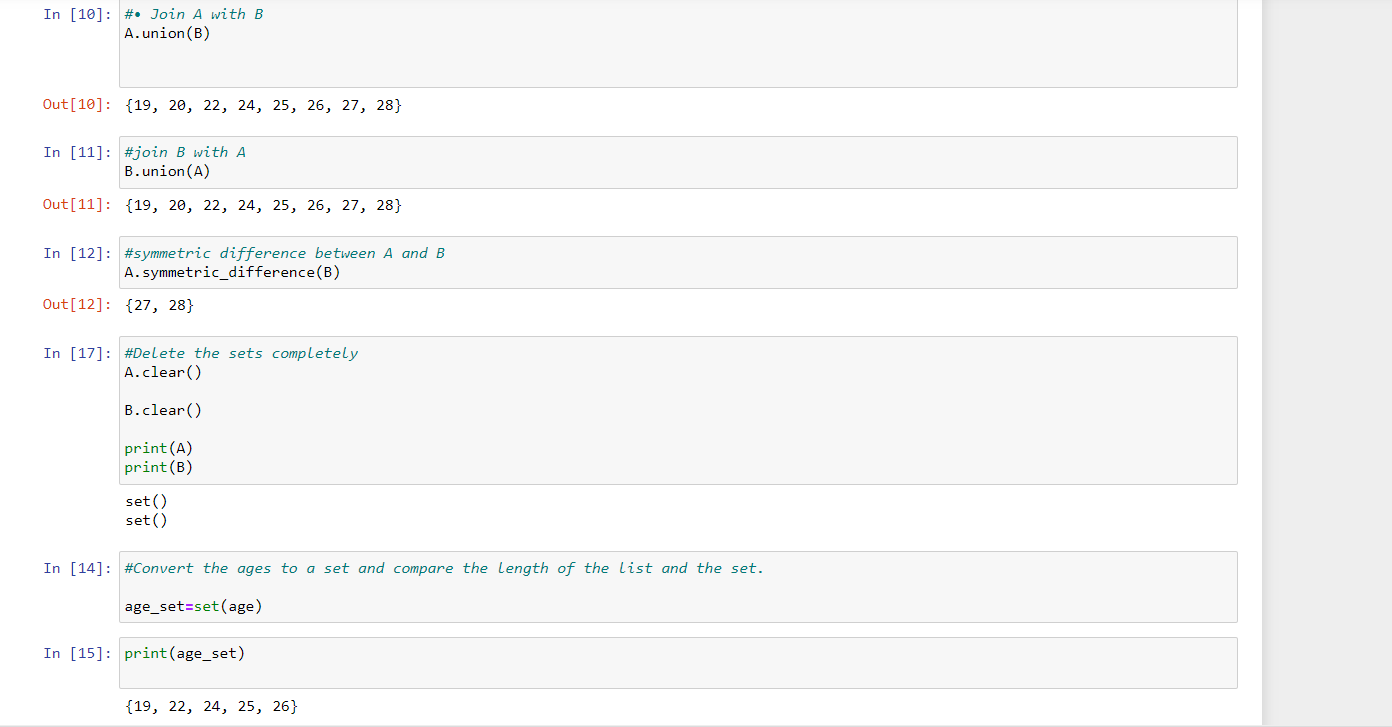 In [10]: #• Join A with B
A.union(B)
Out[10]: {19, 20, 22, 24, 25, 26, 27, 28}
In [11]: #join B with A
B.union(A)
Out[11]: {19, 20, 22, 24, 25, 26, 27, 28}
In [12]: #symmetric difference between A and B
A.symmetric_difference(B)
Out[12]: {27, 28}
In [17]: #Delete the sets completely
A.clear()
B.clear()
print(A)
print(B)
set()
set()
In [14]: #Convert the ages to a set and compare the length of the list and the set.
age_set=set(age)
In [15]: print(age_set)
{19, 22, 24, 25, 26}